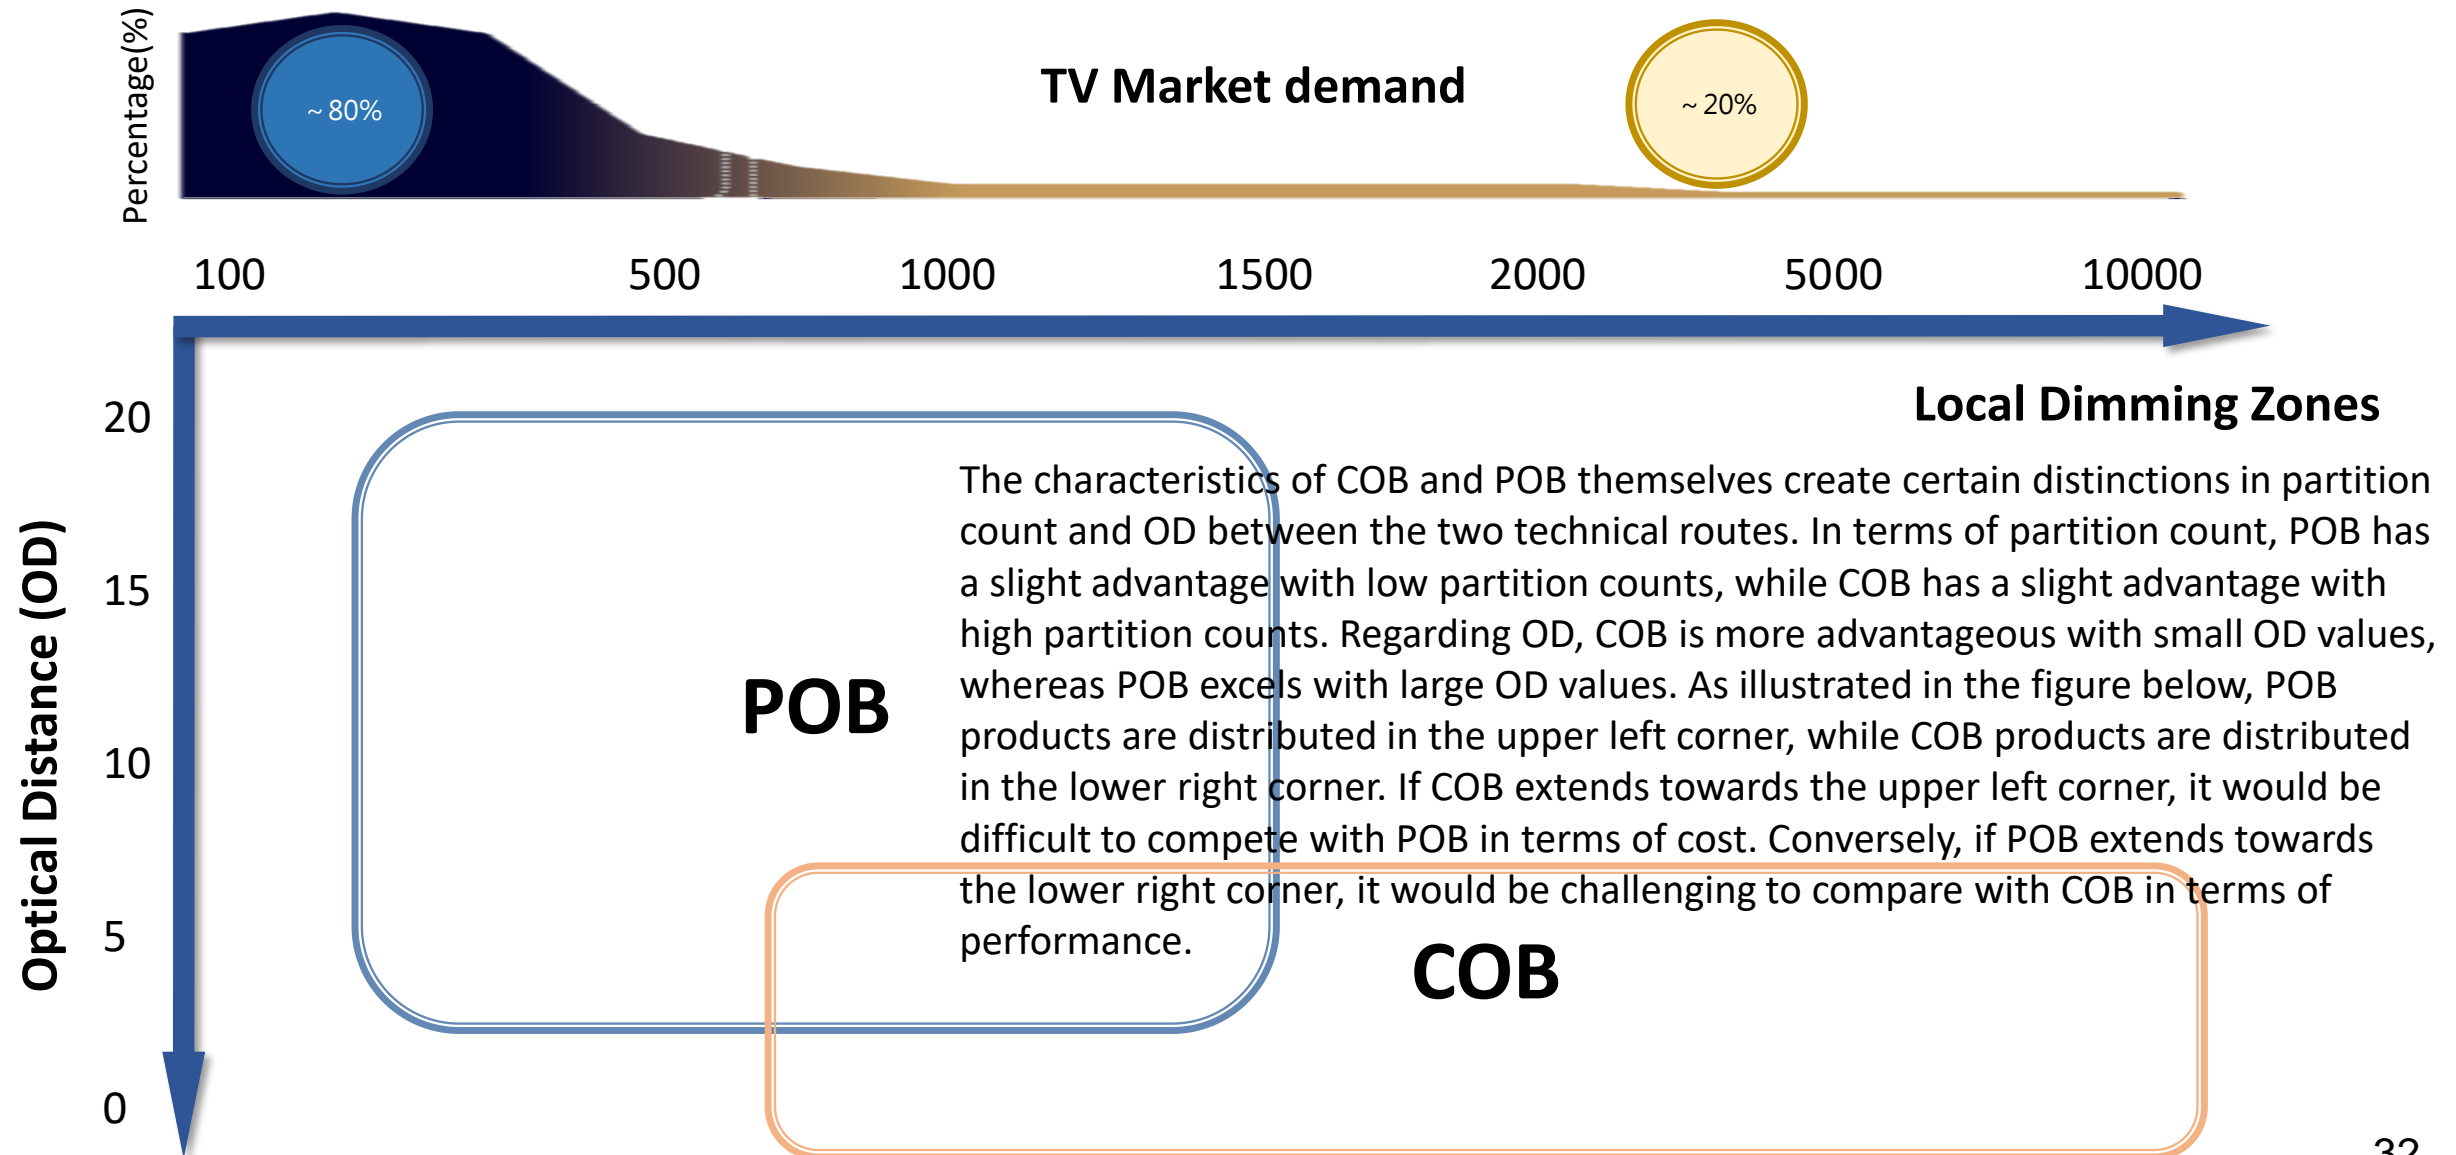 Percentage(%)
~ 80%
TV Market demand
~ 20%
100 500 1000 1500 2000 5000 10000
Local Dimming Zones
Optical Distance (OD)
20
15
10
5
0
POB
The characteristics of COB and POB themselves create certain distinctions in partition
count and OD between the two technical routes. In terms of partition count, POB has
a slight advantage with low partition counts, while COB has a slight advantage with
high partition counts. Regarding OD, COB is more advantageous with small OD values,
whereas POB excels with large OD values. As illustrated in the figure below, POB
products are distributed in the upper left corner, while COB products are distributed
in the lower right corner. If COB extends towards the upper left corner, it would be
difficult to compete with POB in terms of cost. Conversely, if POB extends towards
the lower right corner, it would be challenging to compare with COB in terms of
performance.
COB
32